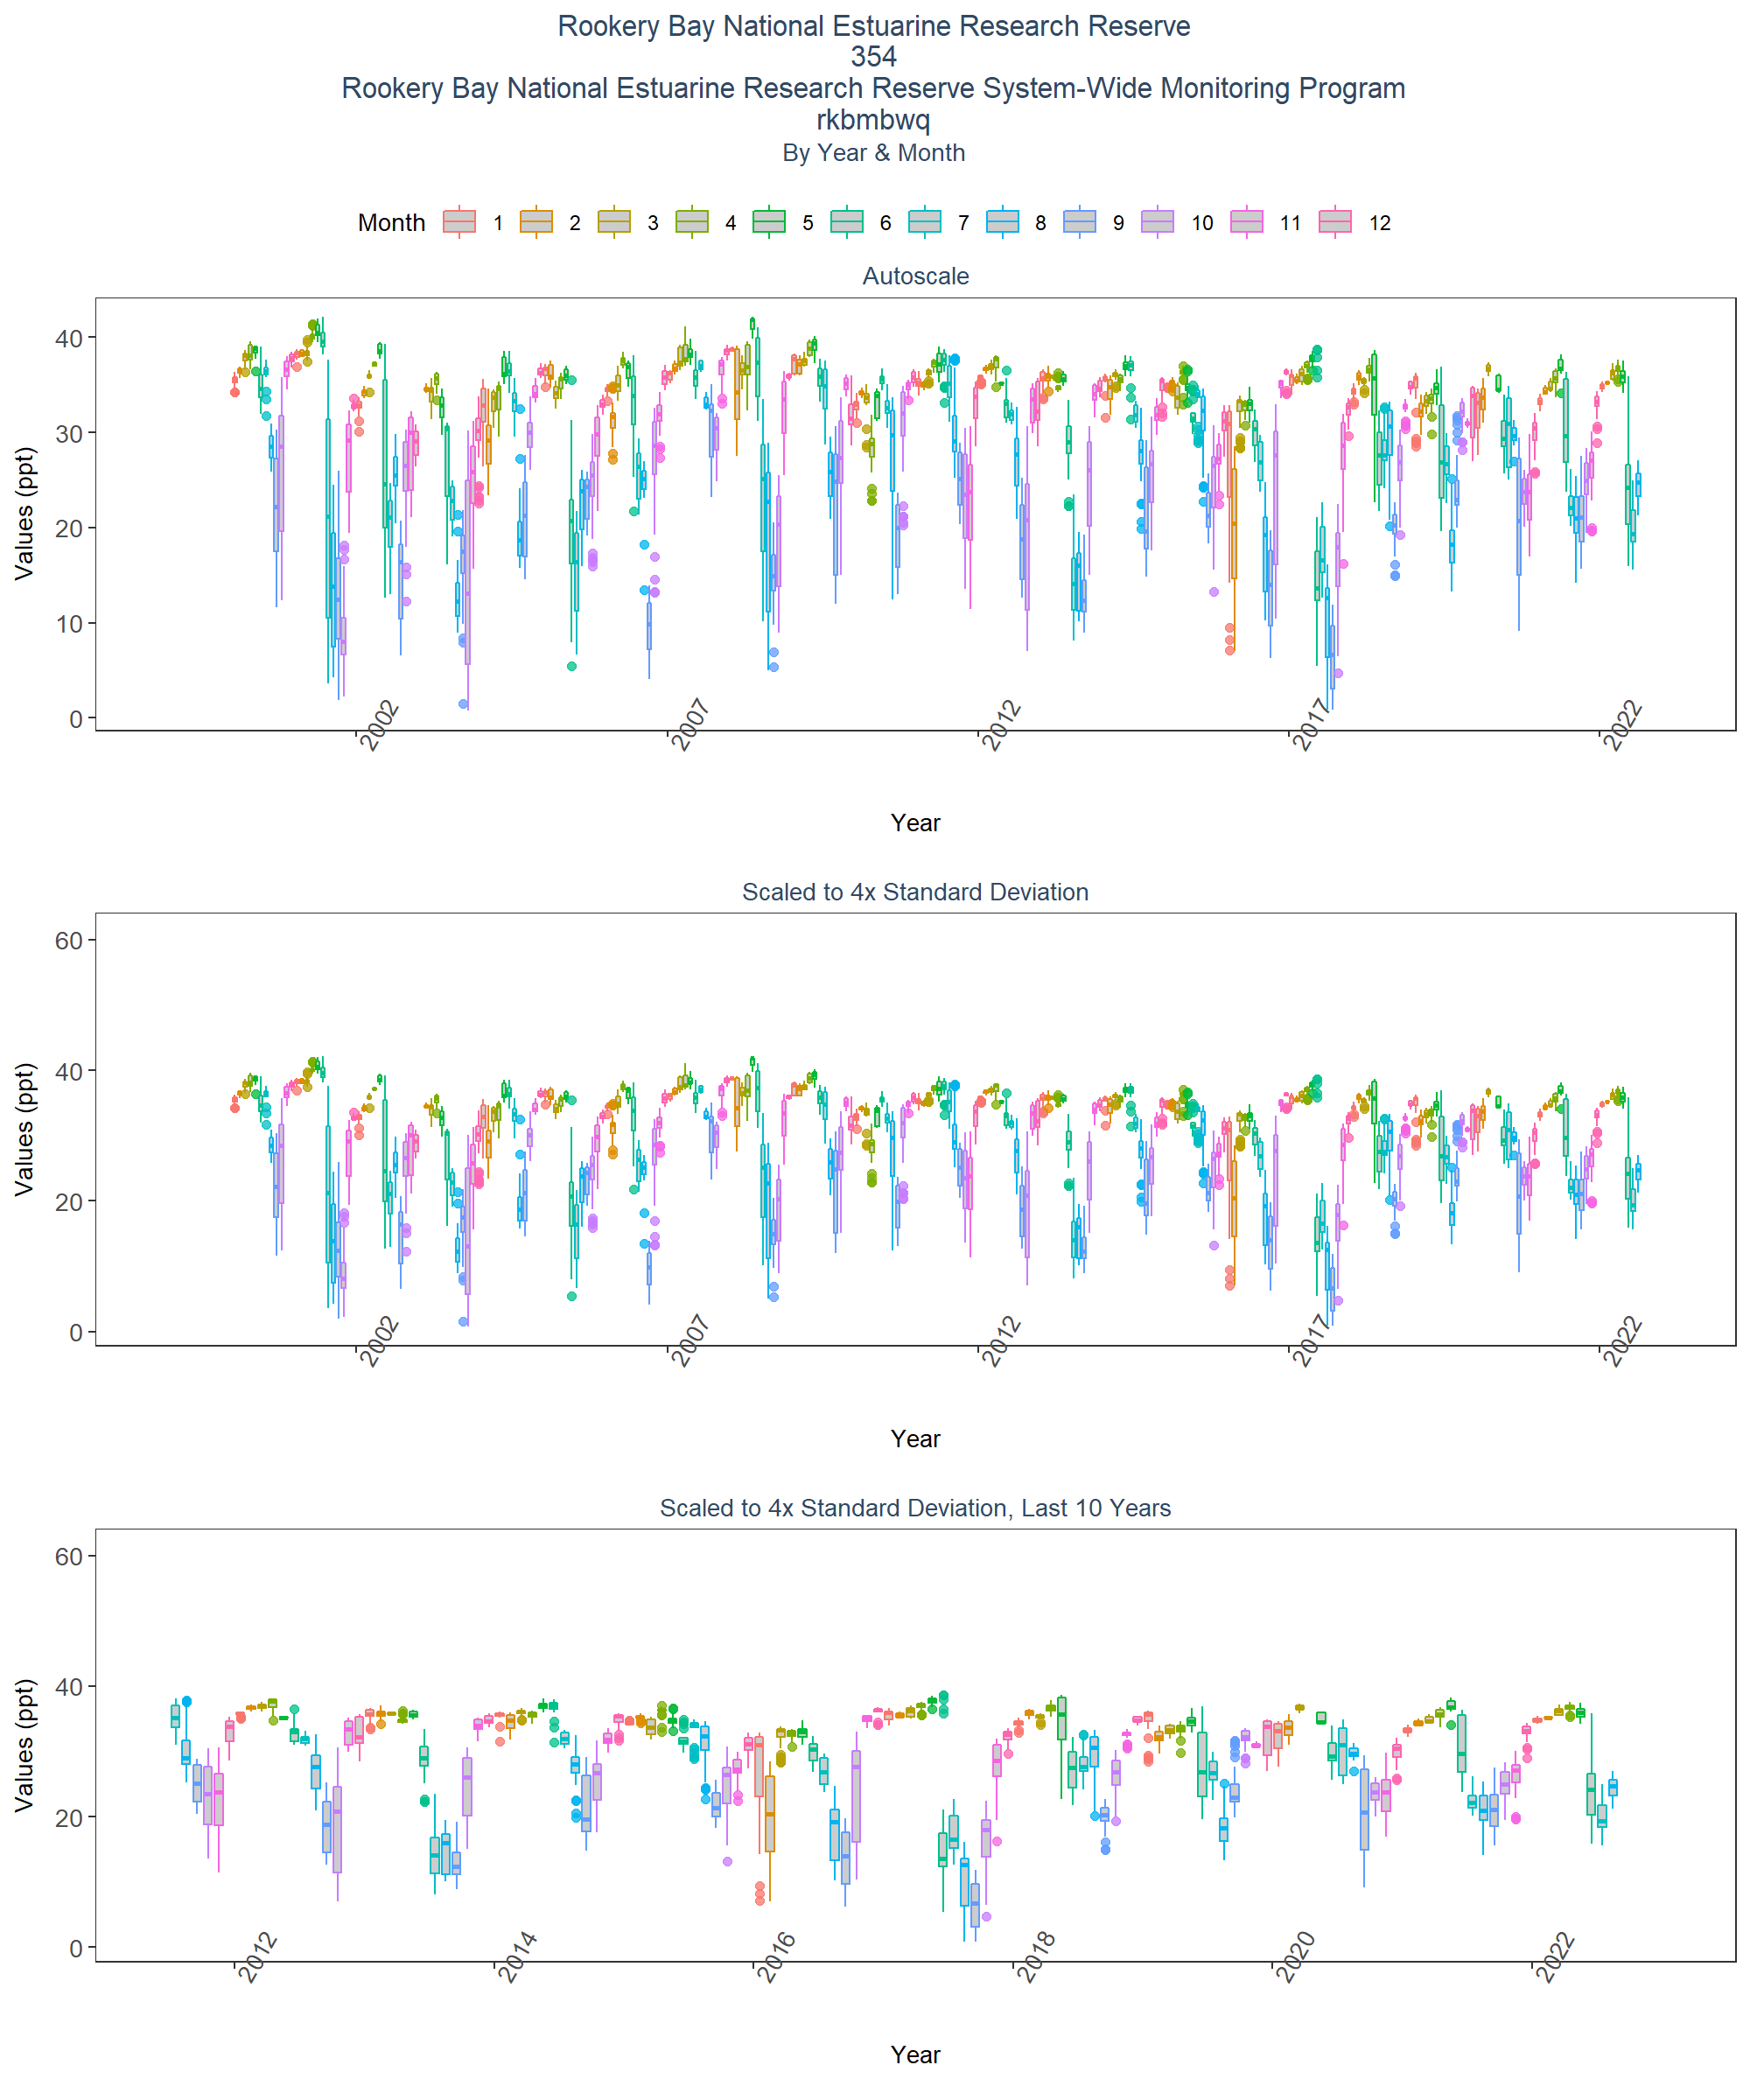 Rookery Bay National Estuarine Research Reserve
354
Rookery Bay National Estuarine Research Reserve System-Wide Monitoring Program
rkbmbwq
By Year & Month
Month 1 2 3 4 5 6 7 8 9 10 11 12
Autoscale
Values (ppt)
40
30
20
10
0
2002 2007 2012 2017 2022
Year
Scaled to 4x Standard Deviation
Values (ppt)
60
40
20
0
2002 2007 2012 2017 2022
Year
Scaled to 4x Standard Deviation, Last 10 Years
Values (ppt)
60
40
20
0
2012 2014 2016 2018 2020 2022
Year